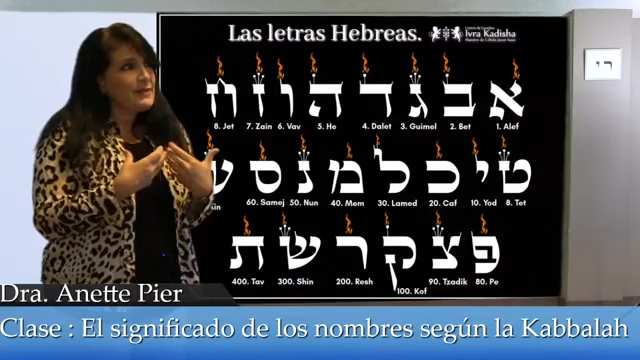 Las letras Hebreas.
Centro de Estudios
Ivra Kadisha
א ב ג ד ה ו ז ח
8. Jet 7. Zain 6. Vav 5. He 4. Dalet 3. Guimel 2. Bet 1. Alef
ט י כ ל מ נ ס
60. Samej 50. Nun 40. Mem 30. Lamed 20. Caf 10. Yod 8. Tet
פ צ ק ר ש ת
400. Tav 300. Shin 200. Resh 100. Kof 90. Tzadik 80. Pe
רי
Dra. Anette Pier
Clase : El significado de los nombres según la Kabbalah